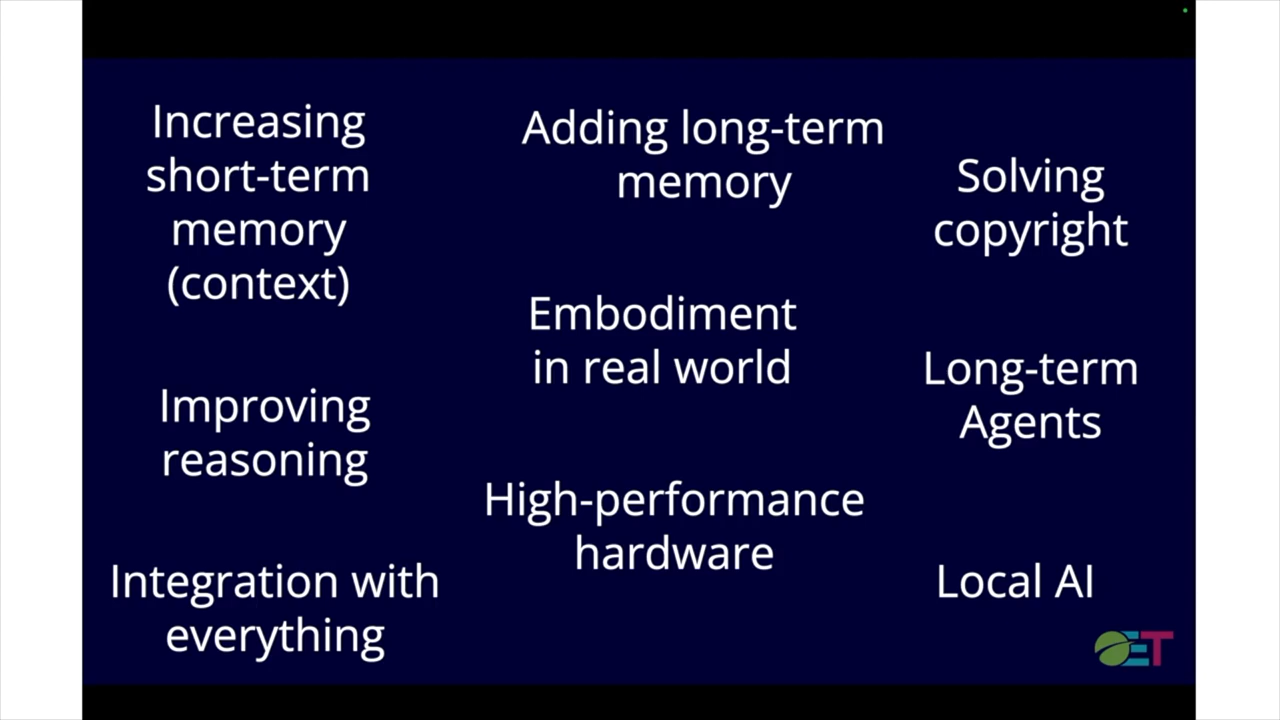 Increasing
short-term
memory
(context)
Adding long-term
memory
Solving
copyright
Embodiment
in real world
Long-term
Agents
Improving
reasoning
High-performance
hardware
Integration with
everything
Local AI
ET